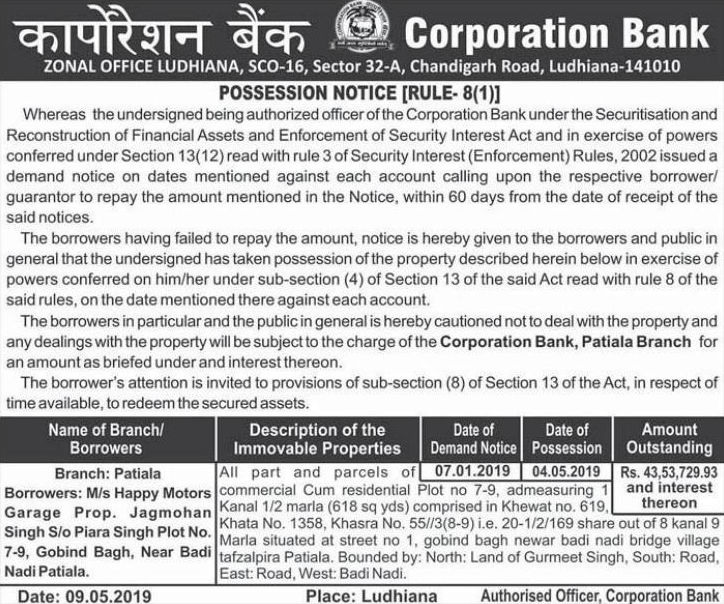 कार्पोरेशन बैंक Corporation Bank
ZONAL OFFICE LUDHIANA, SCO-16, Sector 32-A, Chandigarh Road, Ludhiana-141010
POSSESSION NOTICE [RULE- 8(1)]
Whereas the undersigned being authorized officer of the Corporation Bank under the Securitisation and
Reconstruction of Financial Assets and Enforcement of Security Interest Act and in exercise of powers
conferred under Section 13(12) read with rule 3 of Security Interest (Enforcement) Rules, 2002 issued a
demand notice on dates mentioned against each account calling upon the respective borrower/
guarantor to repay the amount mentioned in the Notice, within 60 days from the date of receipt of the
said notices.
The borrowers having failed to repay the amount, notice is hereby given to the borrowers and public in
general that the undersigned has taken possession of the property described herein below in exercise of
powers conferred on him/her under sub-section (4) of Section 13 of the said Act read with rule 8 of the
said rules, on the date mentioned there against each account.
The borrowers in particular and the public in general is hereby cautioned not to deal with the property and
any dealings with the property will be subject to the charge of the Corporation Bank, Patiala Branch for
an amount as briefed under and interest thereon.
The borrower's attention is invited to provisions of sub-section (8) of Section 13 of the Act, in respect of
time available, to redeem the secured assets.
Name of Branch/
Borrowers
Description of the
Immovable Properties
Date of
Demand Notice
Date of
Possession
Amount
Outstanding
Branch: Patiala
Borrowers: M/s Happy Motors
Garage Prop. Jagmohan
Singh S/o Piara Singh Plot No.
7-9, Gobind Bagh, Near Badi
Nadi Patiala.
All part and parcels of
commercial Cum residential Plot no 7-9, admeasuring 1
Kanal 1/2 marla (618 sq yds) comprised in Khewat no. 619,
Khata No. 1358, Khasra No. 55//3(8-9) i.e. 20-1/2/169 share out of 8 kanal 9
Marla situated at street no 1, gobind bagh newar badi nadi bridge village
tafzalpira Patiala. Bounded by: North: Land of Gurmeet Singh, South: Road,
East: Road, West: Badi Nadi.
07.01.2019
04.05.2019
Rs. 43,53,729.93
and interest
thereon
Date: 09.05.2019 Place: Ludhiana Authorised Officer, Corporation Bank